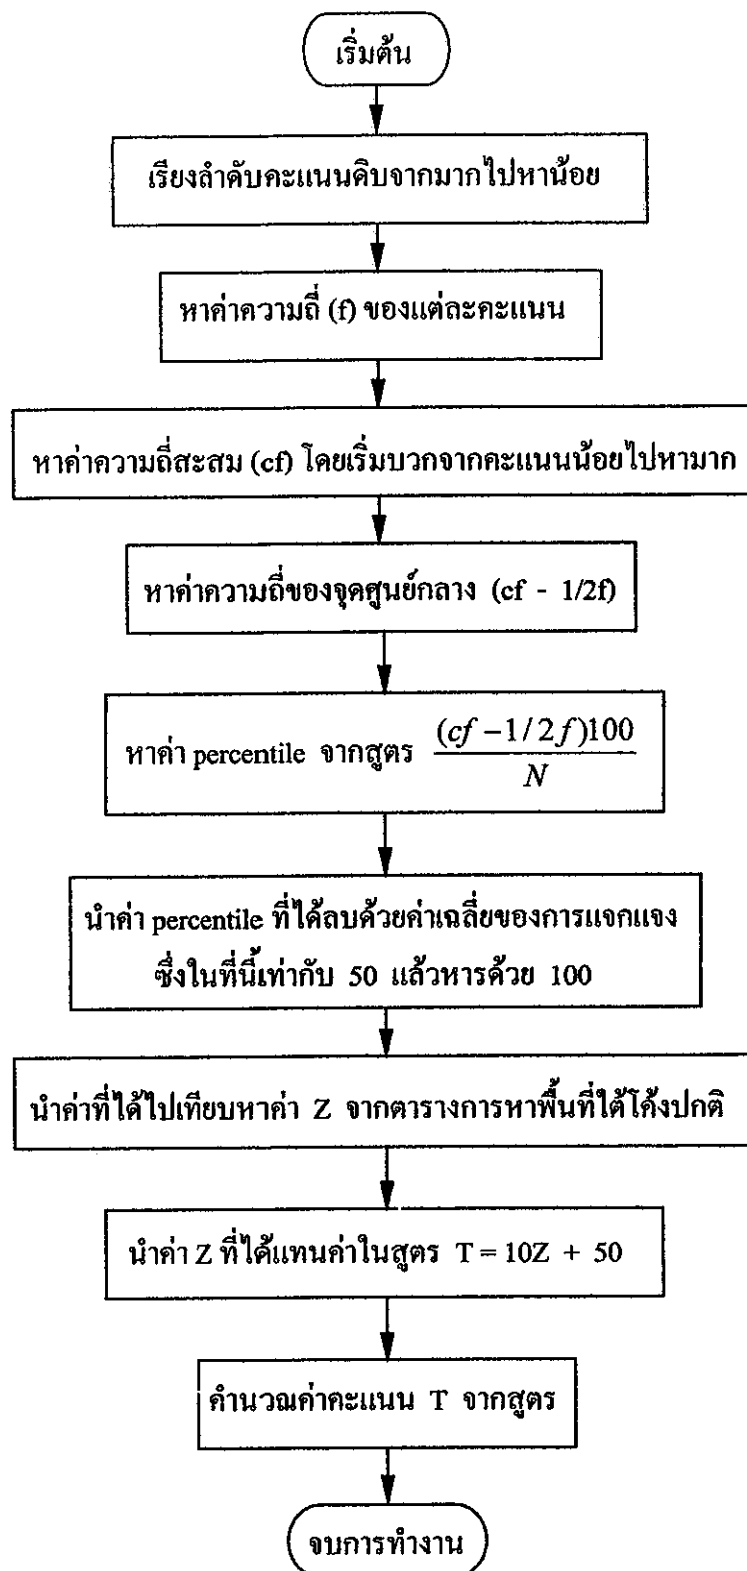 เริ่มต้น
เรียงลำดับคะแนนดิบจากมากไปหาน้อย
หาค่าความถี่ (f) ของแต่ละคะแนน
หาค่าความถี่สะสม (cf) โดยเริ่มบวกจากคะแนนน้อยไปหามาก
หาค่าความถี่ของจุดศูนย์กลาง (cf - 1/2f)
หาค่า percentile จากสูตร (cf - 1/2 f)100 / N
นำค่า percentile ที่ได้ลบด้วยค่าเฉลี่ยของการแจกแจง
ซึ่งในที่นี้เท่ากับ 50 แล้วหารด้วย 100
นำค่าที่ได้ไปเทียบหาค่า Z จากตารางการหาพื้นที่ใต้โค้งปกติ
นำค่า Z ที่ได้แทนค่าในสูตร T = 10Z + 50
คำนวณค่าคะแนน T จากสูตร
จบการทำงาน